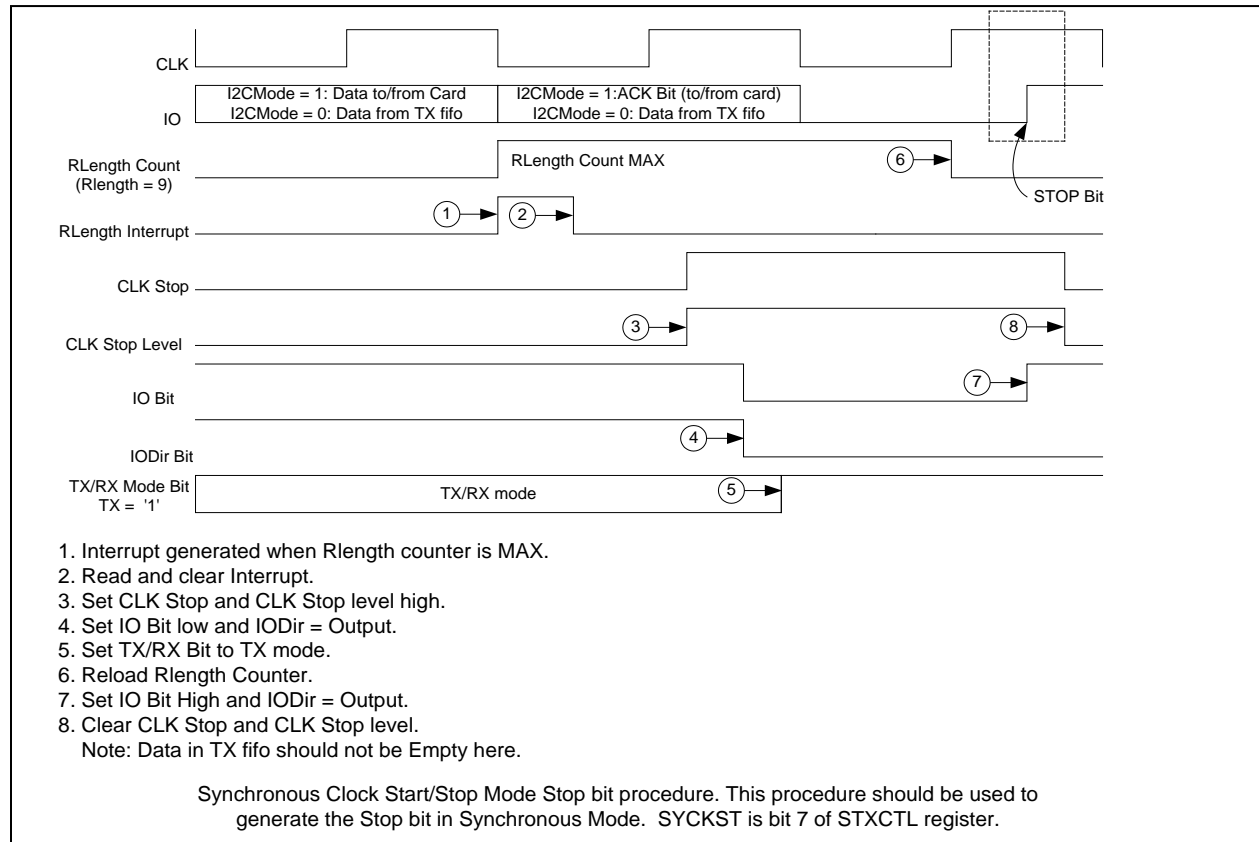 CLK
I2CMode = 1: Data to/from Card
I2CMode = 0: Data from TX fifo
I2CMode = 1:ACK Bit (to/from card)
I2CMode = 0: Data from TX fifo
IO
RLength Count
(Rlength = 9)
RLength Count MAX
6
STOP Bit
1
2
RLength Interrupt
CLK Stop
3
8
CLK Stop Level
7
IO Bit
4
IODir Bit
TX/RX Mode Bit
TX = '1'
TX/RX mode
5
1. Interrupt generated when Rlength counter is MAX.
2. Read and clear Interrupt.
3. Set CLK Stop and CLK Stop level high.
4. Set IO Bit low and IODir = Output.
5. Set TX/RX Bit to TX mode.
6. Reload Rlength Counter.
7. Set IO Bit High and IODir = Output.
8. Clear CLK Stop and CLK Stop level.
Note: Data in TX fifo should not be Empty here.
Synchronous Clock Start/Stop Mode Stop bit procedure. This procedure should be used to
generate the Stop bit in Synchronous Mode. SYCKST is bit 7 of STXCTL register.